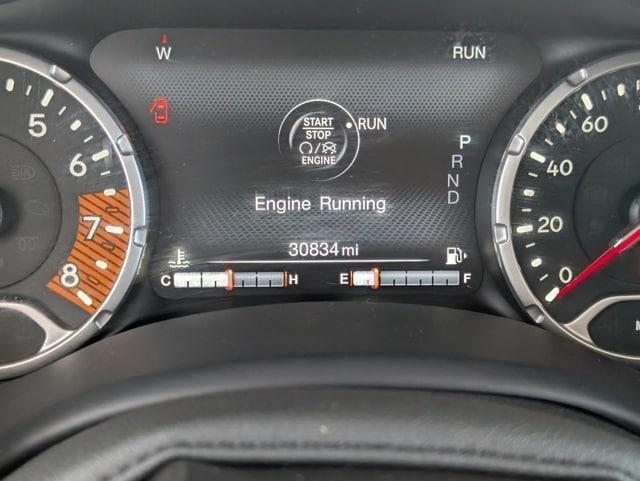 W
RUN
START
STOP
ENGINE
RUN
P
R
N
D
Engine Running
30834 mi
C H
E F
5
6
7
8
60
40
20
0